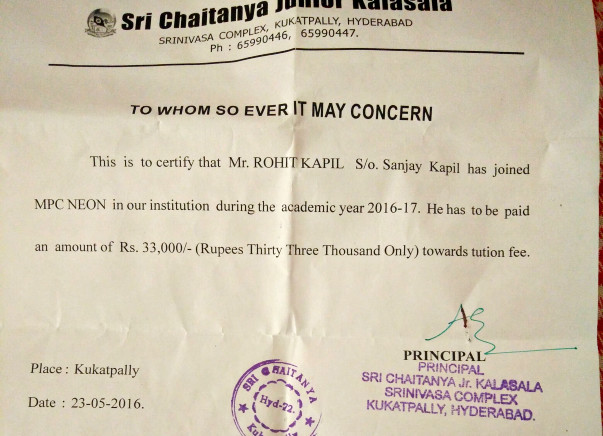 Sri Chaitanya Junior Kalasala
SRINIVASA COMPLEX, KUKATPALLY, HYDERABAD
Ph : 65990446, 65990447.
TO WHOM SO EVER IT MAY CONCERN
This is to certify that Mr. ROHIT KAPIL S/o. Sanjay Kapil has joined
MPC NEON in our institution during the academic year 2016-17. He has to be paid
an amount of Rs. 33,000/- (Rupees Thirty Three Thousand Only) towards tution fee.
PRINCIPAL
PRINCIPAL
SRI CHAITANYA Jr. KALASALA
SRINIVASA COMPLEX
KUKATPALLY, HYDERABAD.
Place : Kukatpally
Date : 23-05-2016.
SRI CHAITANYA
Hyd-72.